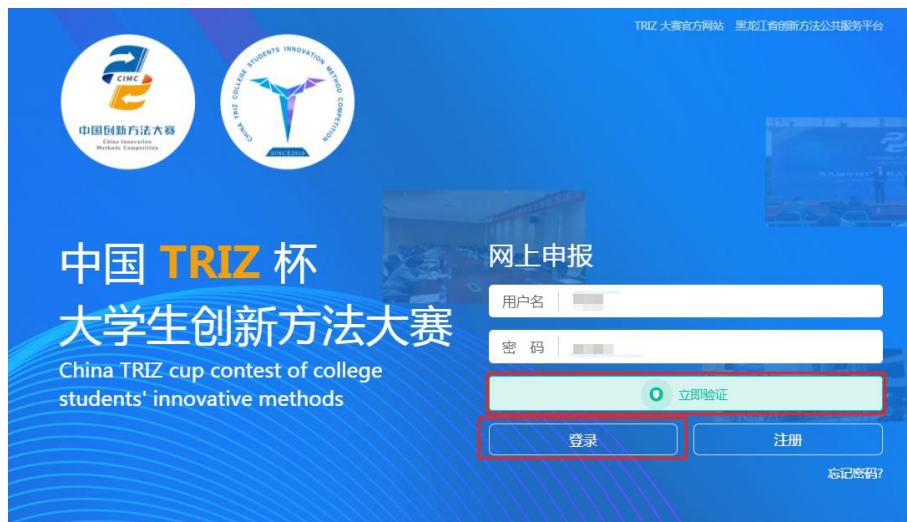 TRIZ 大赛官方网站 黑龙江省创新方法公共服务平台
CIMC
中国创新方法大赛
China Innovation
Methods Competition
CHINA TRIZ COLLEGE STUDENTS INNOVATION METHOD COMPETITION
SINCE2010
中国 TRIZ 杯
大学生创新方法大赛
China TRIZ cup contest of college
students' innovative methods
网上申报
用户名
密 码
立即验证
登录 注册
忘记密码?